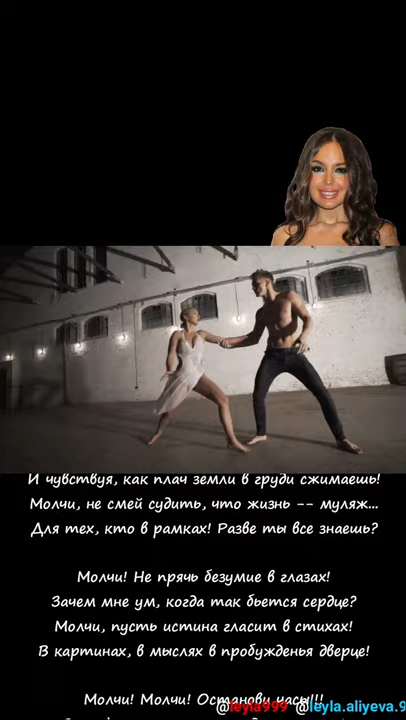 И чувствуя, как плач земли в груди сжимаешь!
Молчи, не смей судить, что жизнь -- муляж...
Для тех, кто в рамках! Разве ты все знаешь?
Молчи! Не прячь безумие в глазах!
Зачем мне ум, когда так бьется сердце?
Молчи, пусть истина гласит в стихах!
В картинах, в мыслях в пробужденья дверце!
Молчи! Молчи! Останови часы!!!
@leyla999 @leyla.aliyeva.9